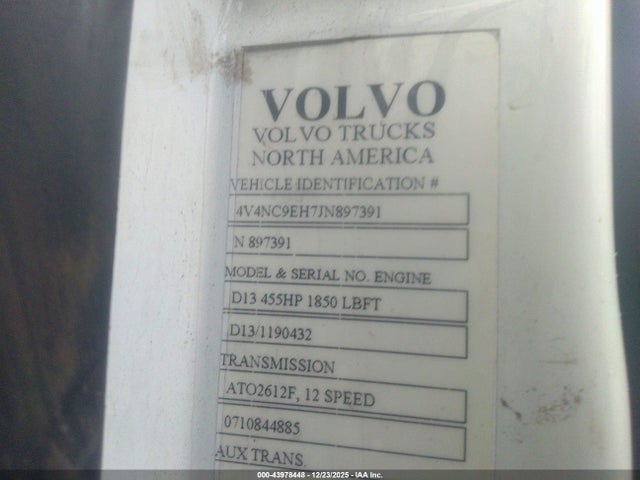 VOLVO
VOLVO TRUCKS
NORTH AMERICA
VEHICLE IDENTIFICATION #
4V4NC9EH7JN897391
N 897391
MODEL & SERIAL NO. ENGINE
D13 455HP 1850 LBFT
D13/1190432
TRANSMISSION
ATO2612F, 12 SPEED
0710844885
AUX TRANS.
000-43978448 - 12/23/2025 - IAA Inc.